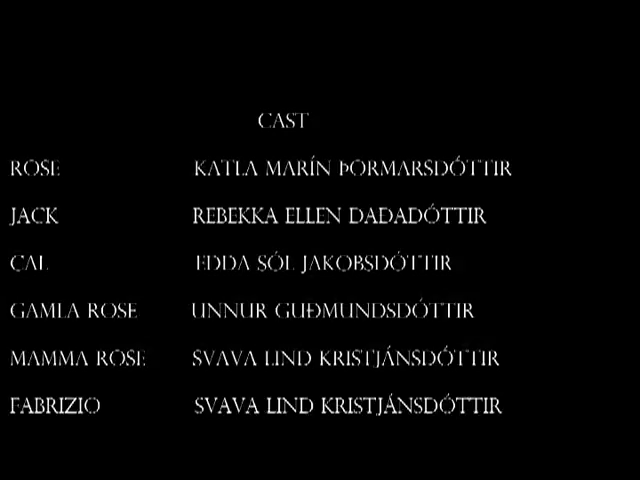 CAST
ROSE KATLA MARÍN ÞORMARSDÓTTIR
JACK REBEKKA ELLEN DAÐADÓTTIR
CAL EDDA SÓL JAKOBSDÓTTIR
GAMLA ROSE UNNUR GUÐMUNDSDÓTTIR
MAMMA ROSE SVAVA LIND KRISTJÁNSDÓTTIR
FABRIZIO SVAVA LIND KRISTJÁNSDÓTTIR